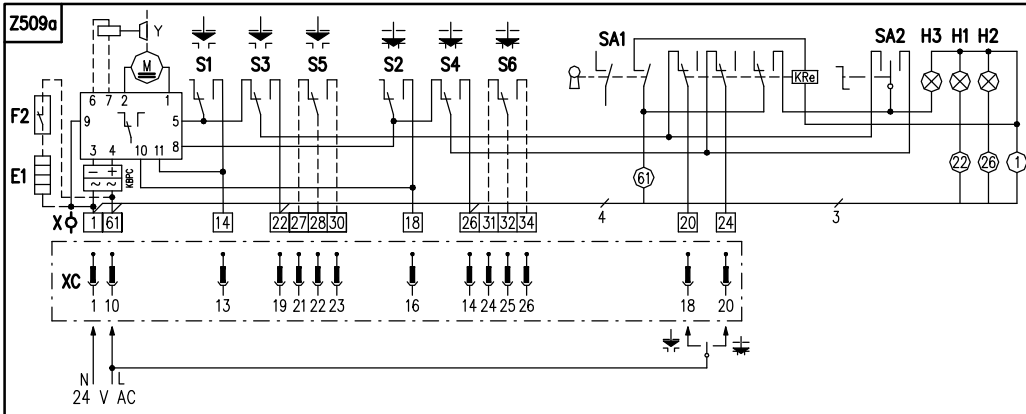 Z509a
Y
M
S1 S3 S5 S2 S4 S6 SA1 SA2 H3 H1 H2
KRe
6 7 2 1
F2
9 5
8
3 4 10 11
E1
− +
~ ~
KBPC
61 22 26 1
4 3
X 1 61 14 22 27 28 30 18 26 31 32 34 20 24
XC
1 10 13 19 21 22 23 16 14 24 25 26 18 20
N L
24 V AC